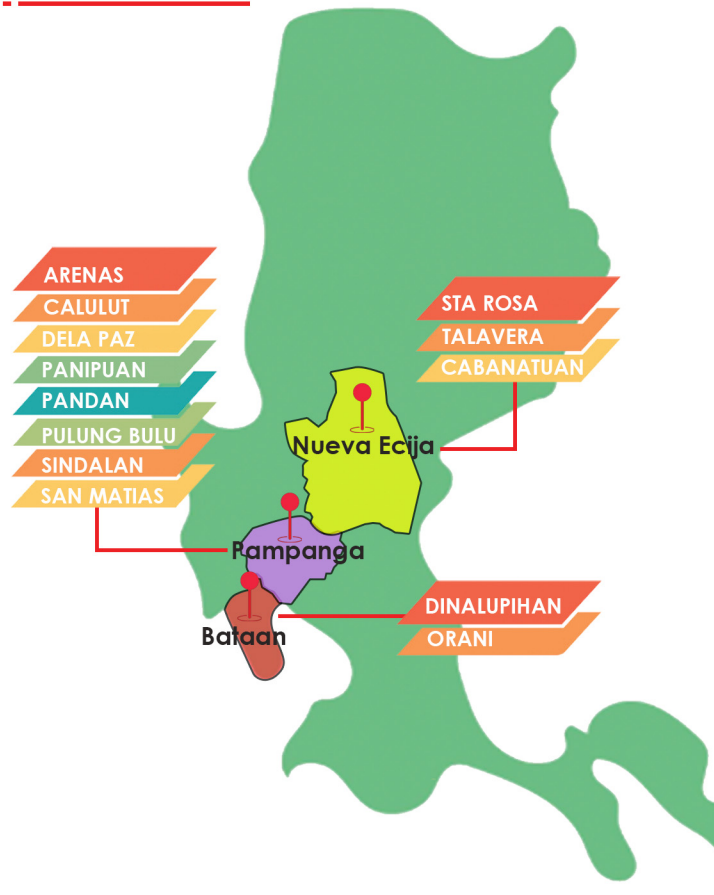 ARENAS
CALULUT
DELA PAZ
PANIPUAN
PANDAN
PULUNG BULU
SINDALAN
SAN MATIAS
STA ROSA
TALAVERA
CABANATUAN
Nueva Ecija
Pampanga
Bataan
DINALUPIHAN
ORANI